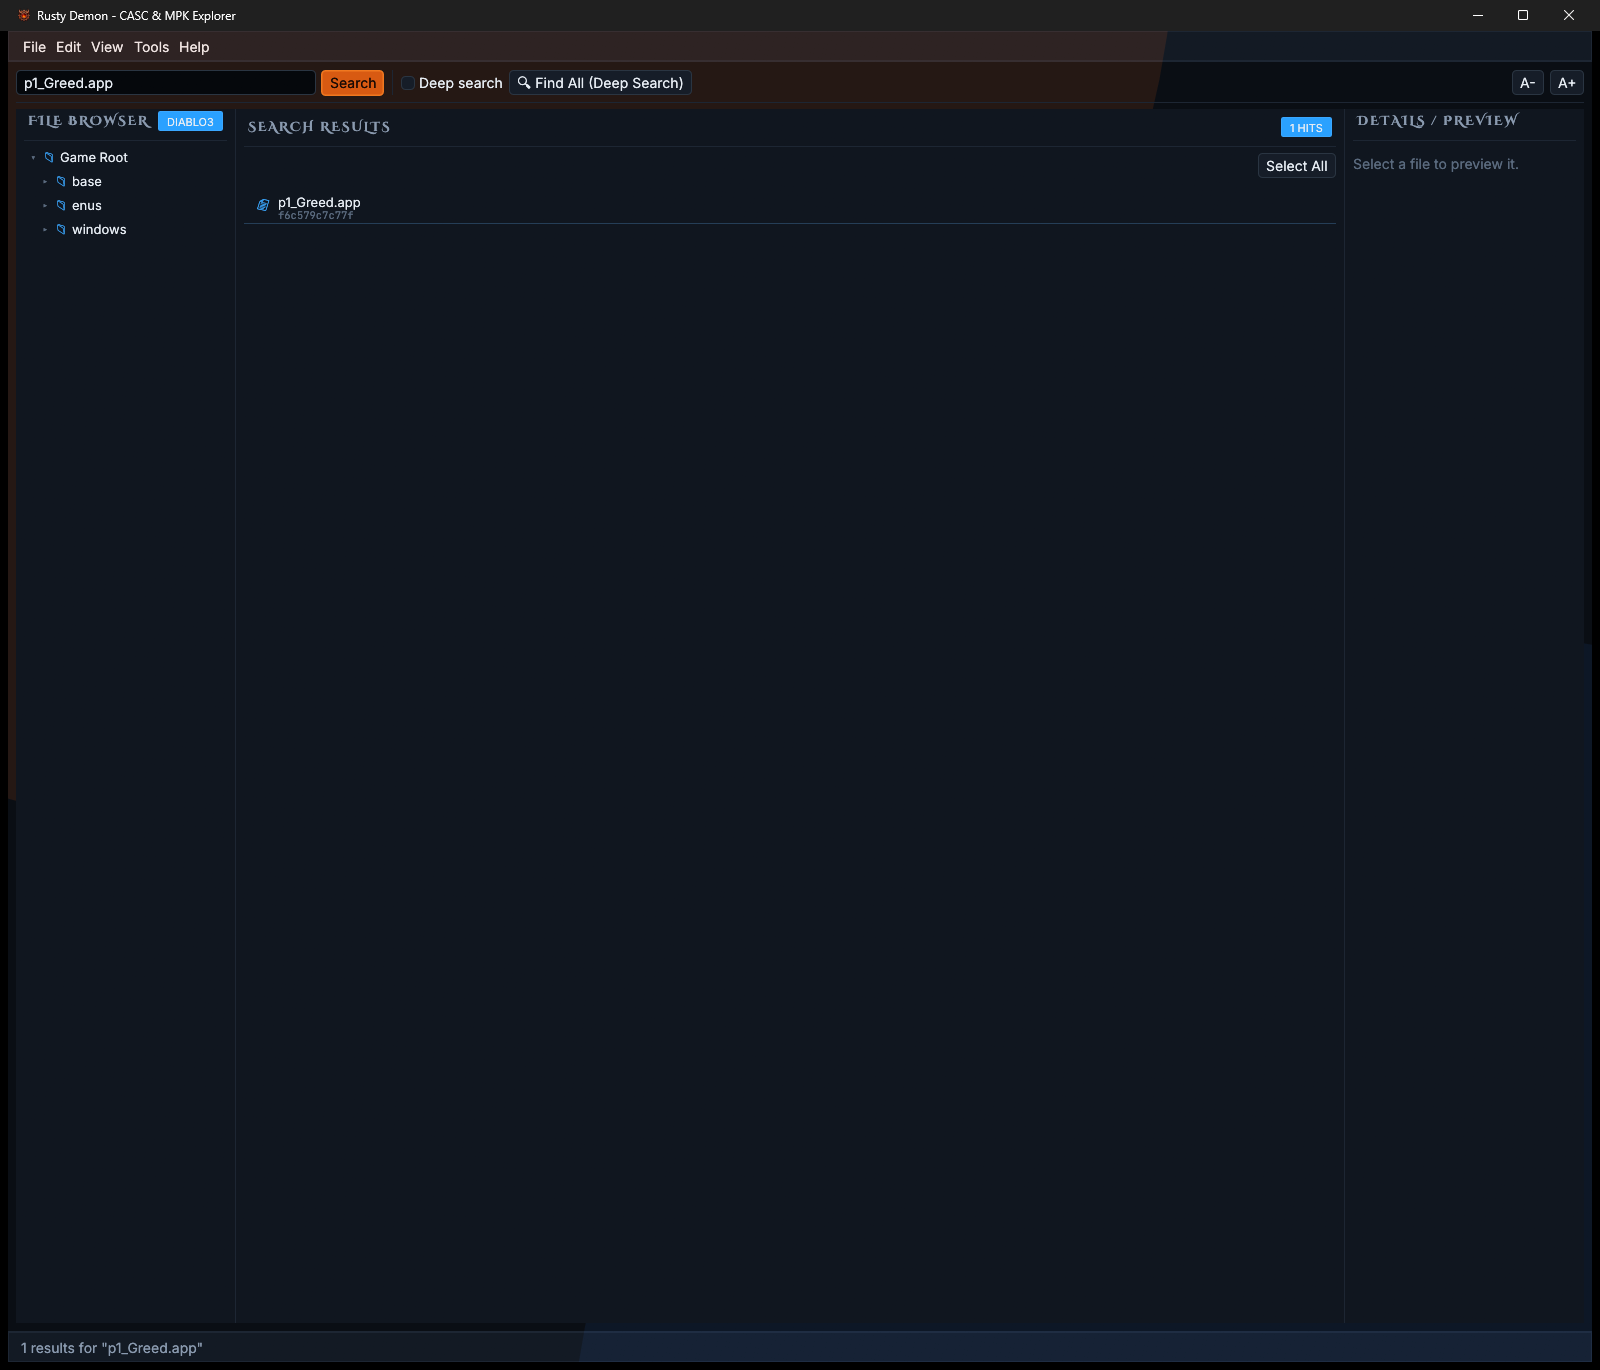 Rusty Demon - CASC & MPK Explorer
File Edit View Tools Help
p1_Greed.app Search Deep search Find All (Deep Search) A- A+
FILE BROWSER DIABLO3
Game Root
base
enus
windows
SEARCH RESULTS 1 HITS
Select All
p1_Greed.app
f6c579c7c77f
DETAILS / PREVIEW
Select a file to preview it.
1 results for "p1_Greed.app"